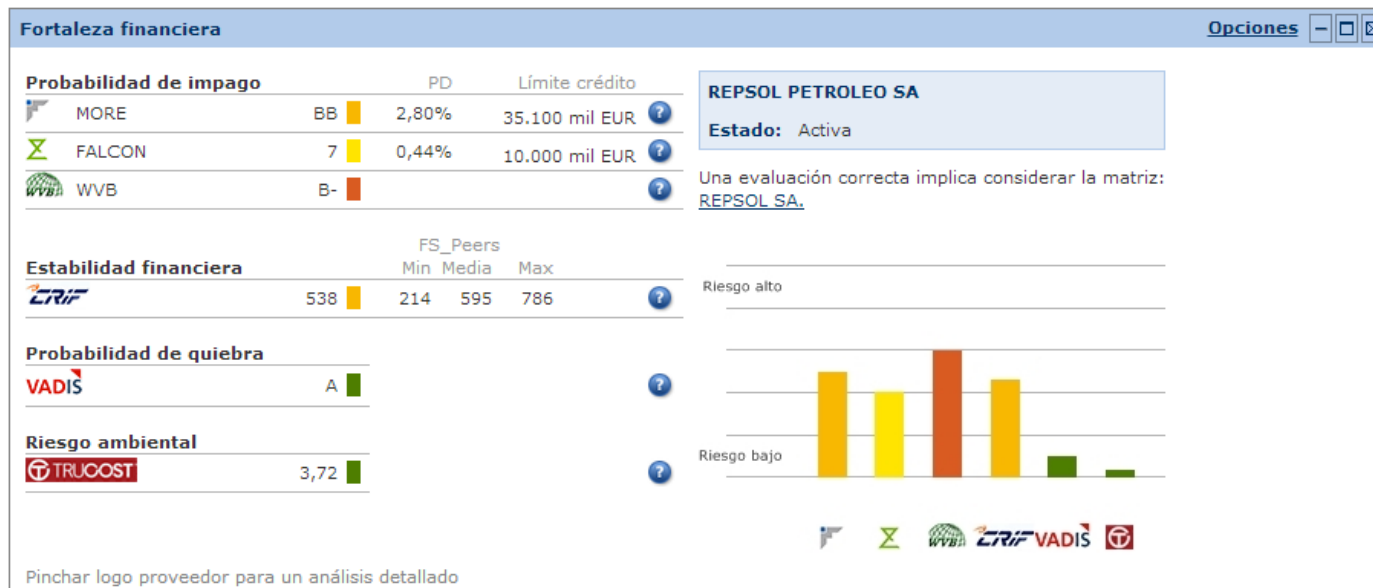 Fortaleza financiera Opciones
Probabilidad de impago PD Límite crédito
MORE BB 2,80% 35.100 mil EUR ?
FALCON 7 0,44% 10.000 mil EUR ?
WVB WVB B- ?
FS_Peers
Estabilidad financiera Min Media Max
CRIF 538 214 595 786 ?
Probabilidad de quiebra
VADIS A ?
Riesgo ambiental
TRUCOST 3,72 ?
Pinchar logo proveedor para un análisis detallado
REPSOL PETROLEO SA
Estado: Activa
Una evaluación correcta implica considerar la matriz:
REPSOL SA.
Riesgo alto
Riesgo bajo
WVB CRIF VADIS